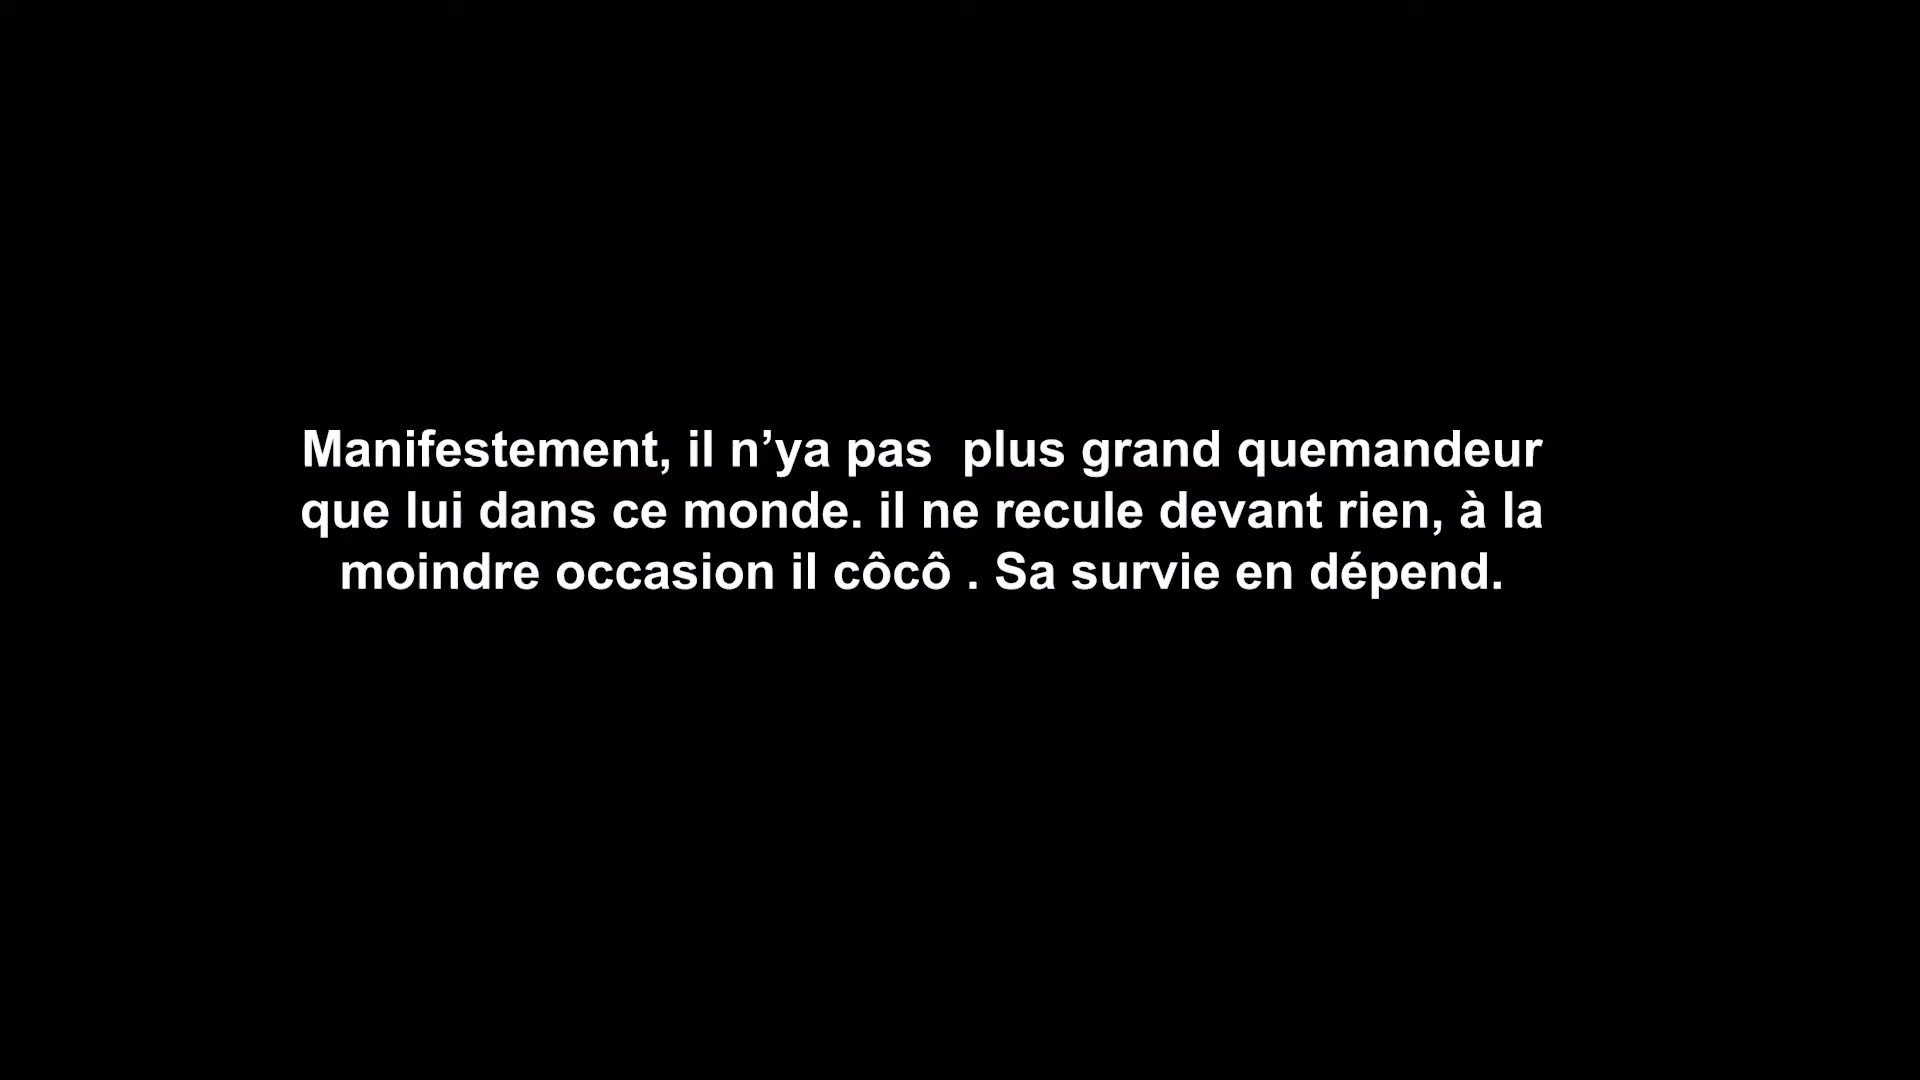 Manifestement, il n’ya pas  plus grand quemandeur
que lui dans ce monde. il ne recule devant rien, à la
moindre occasion il côcô . Sa survie en dépend.